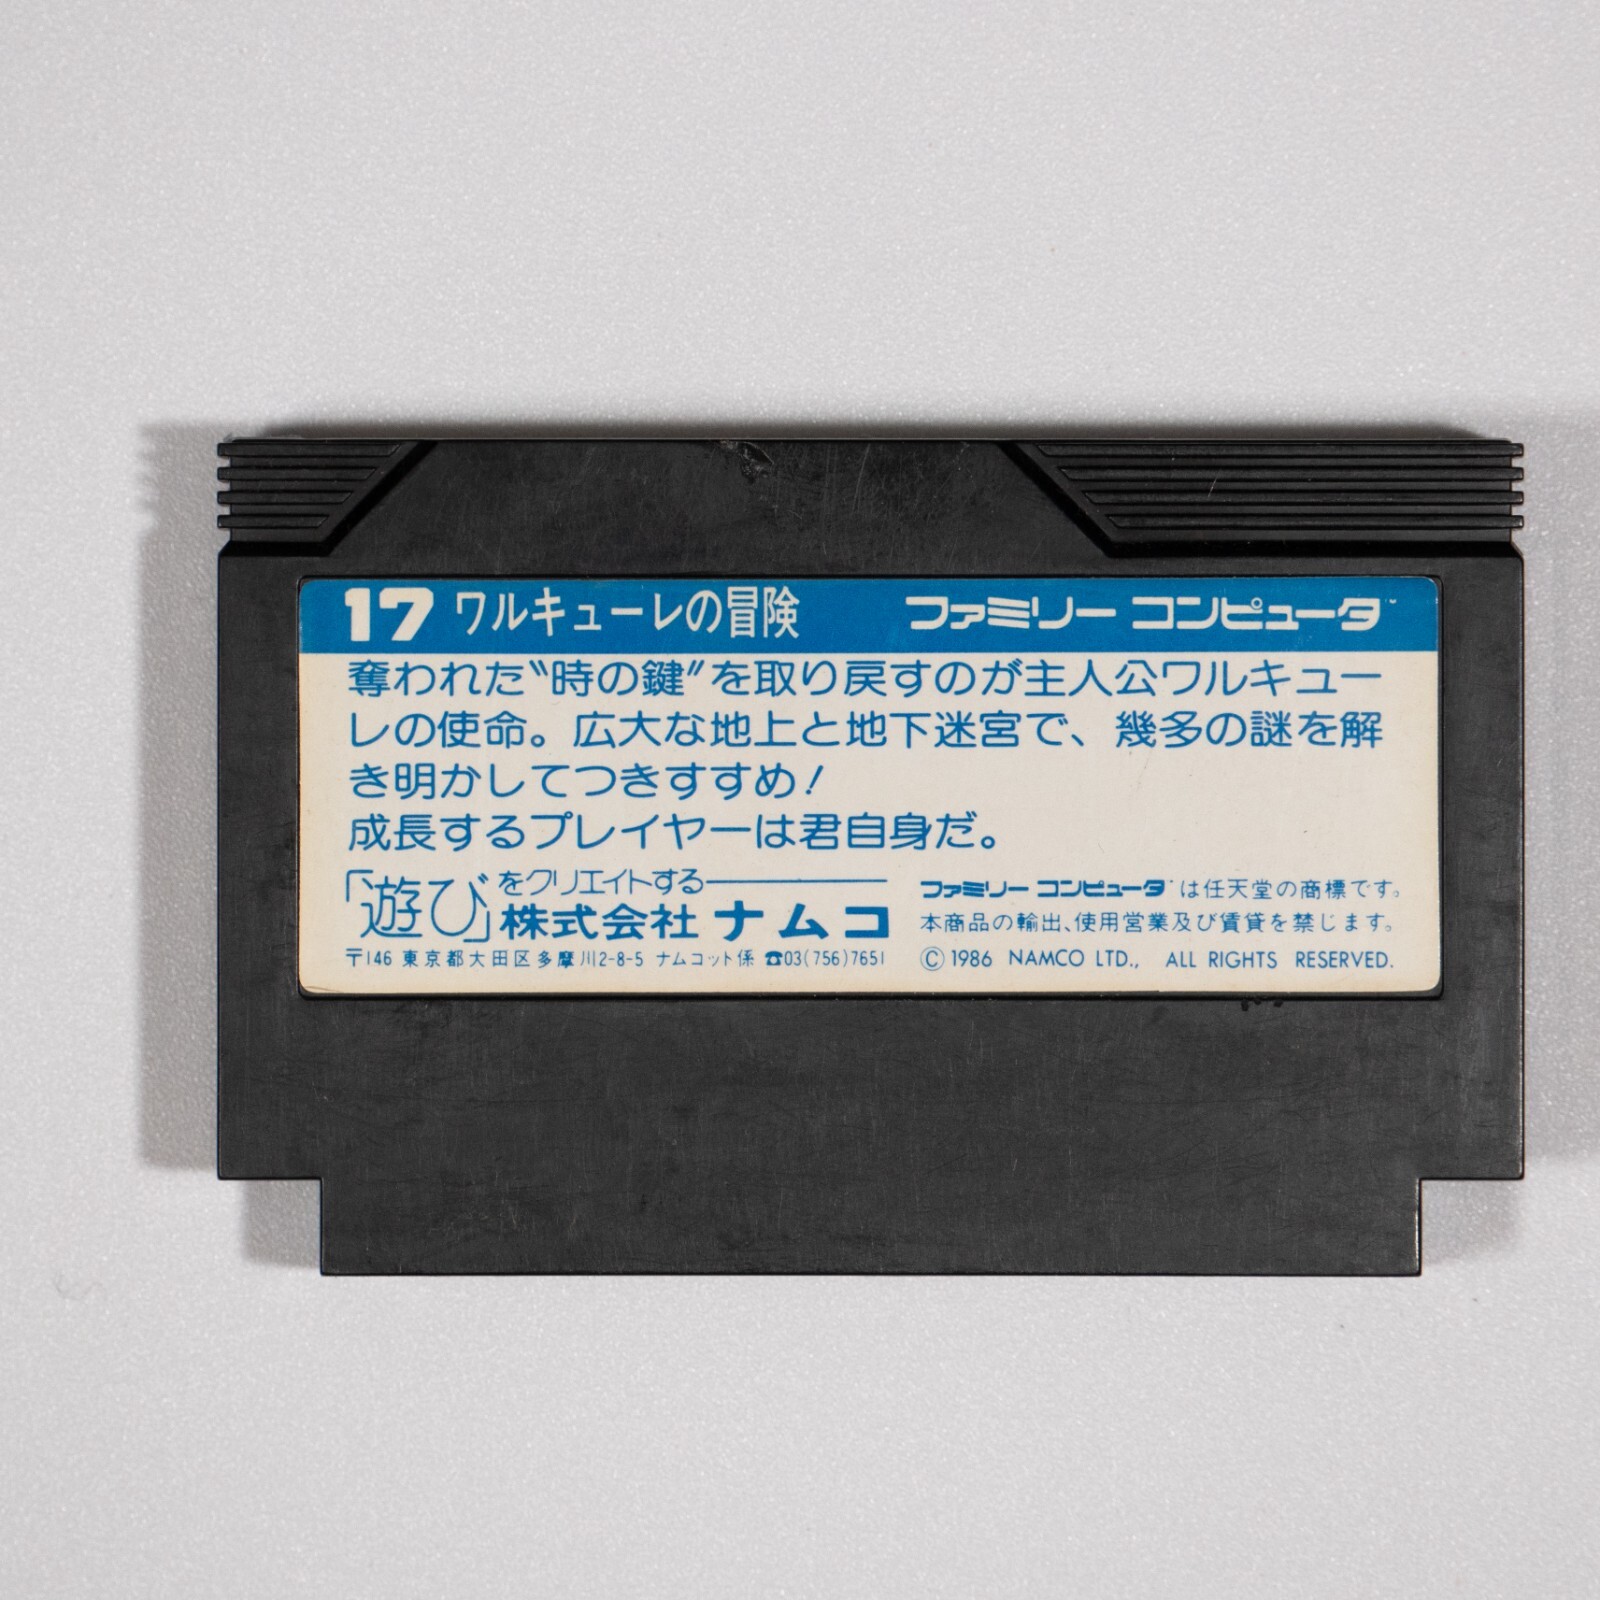 17 ワルキューレの冒険 ファミリー コンピュータ™
奪われた〝時の鍵〞を取り戻すのが主人公ワルキュー
レの使命。広大な地上と地下迷宮で、幾多の謎を解
き明かしてつきすすめ!
成長するプレイヤーは君自身だ。
「遊び」をクリエイトする──
株式会社 ナムコ
〒146 東京都大田区多摩川2-8-5 ナムコット係 ☎03(756)7651
ファミリー コンピュータ™は任天堂の商標です。
本商品の輸出、使用営業及び賃貸を禁じます。
©1986 NAMCO LTD., ALL RIGHTS RESERVED.